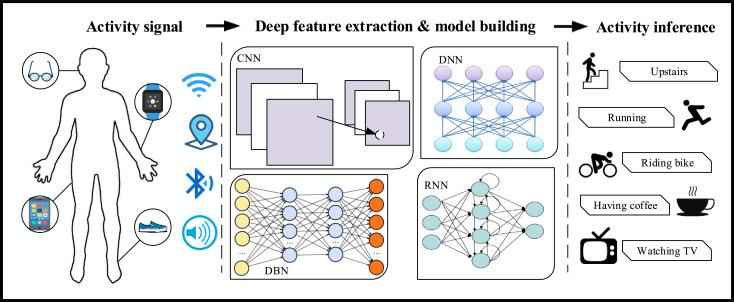 Activity signal
Deep feature extraction & model building
Activity inference
CNN
DNN
DBN
...
...
...
...
RNN
Upstairs
Running
Riding bike
Having coffee
Watching TV